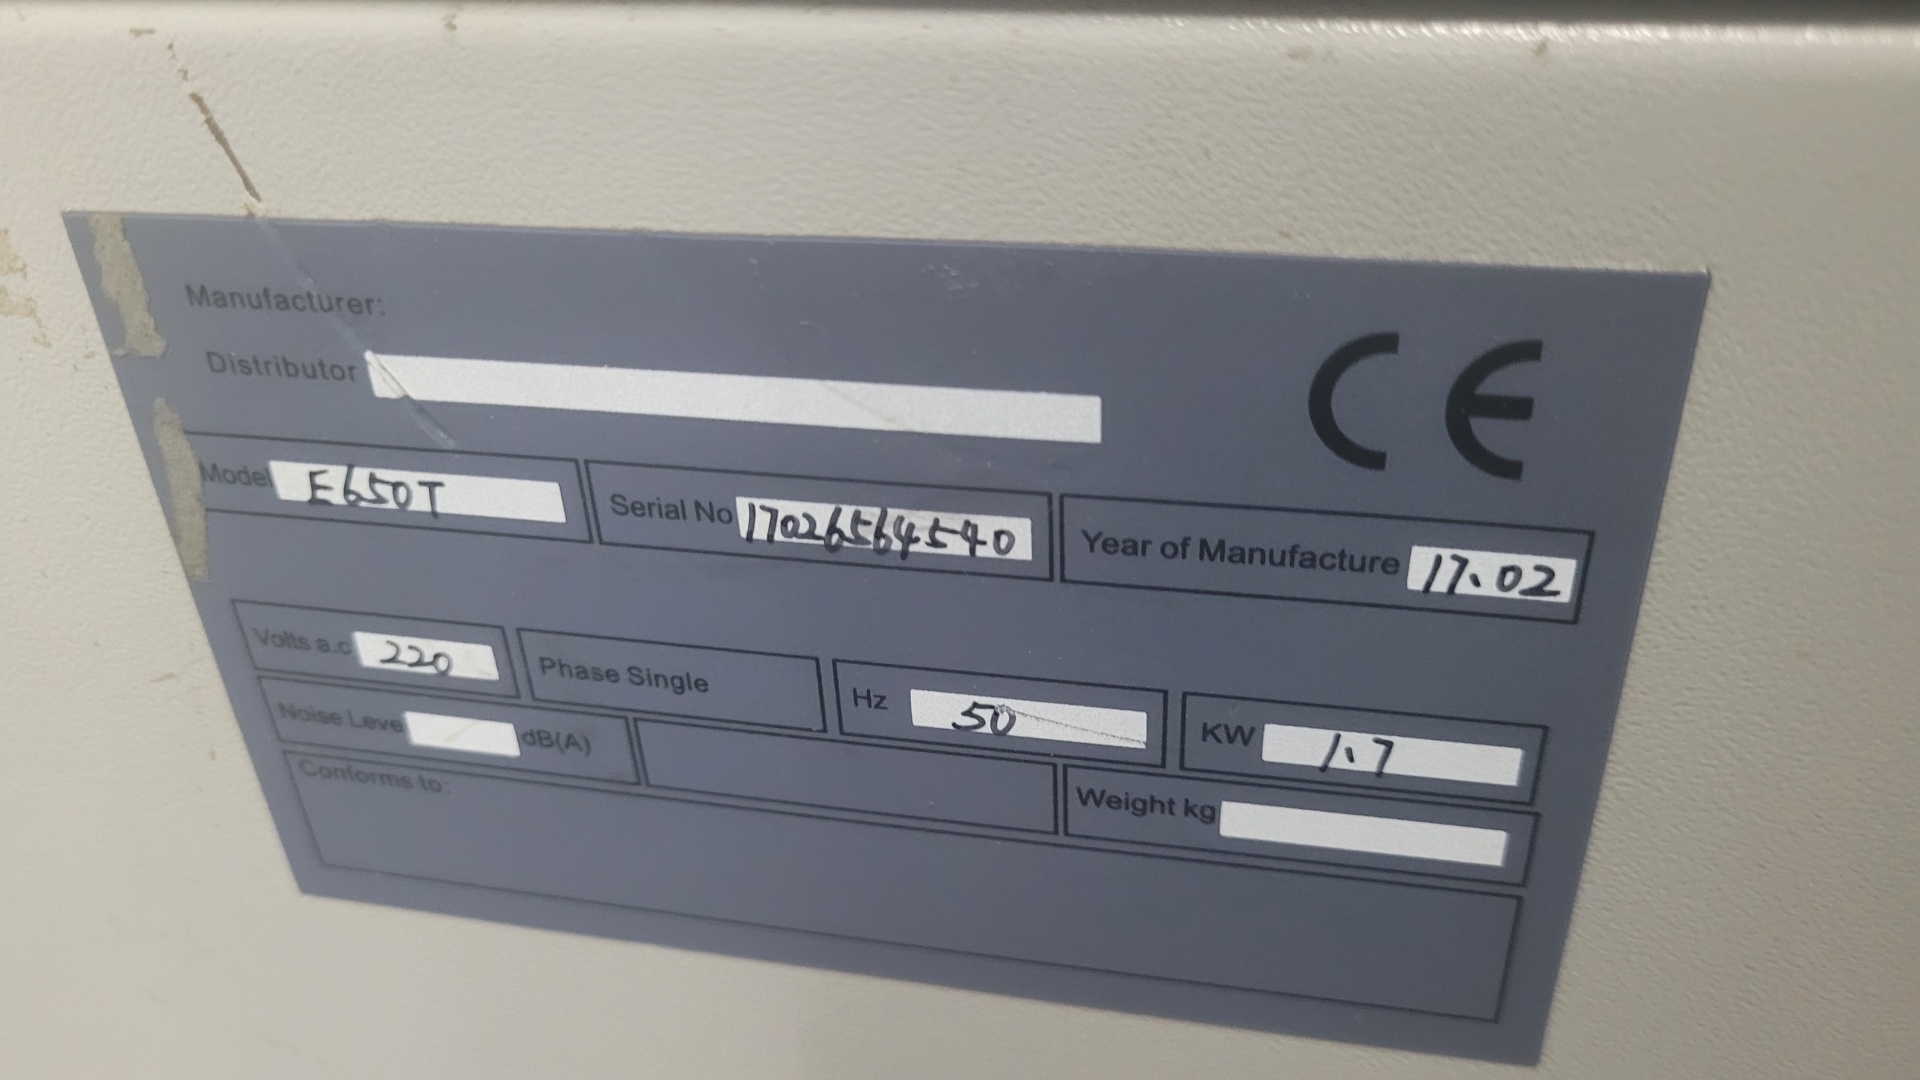 Manufacturer:
Distributor
CE
Model E650T Serial No 17026564540 Year of Manufacture 17.02
Volts a.c 220 Phase Single Hz 50 KW 1.7
Noise Level dB(A) Weight kg
Conforms to: